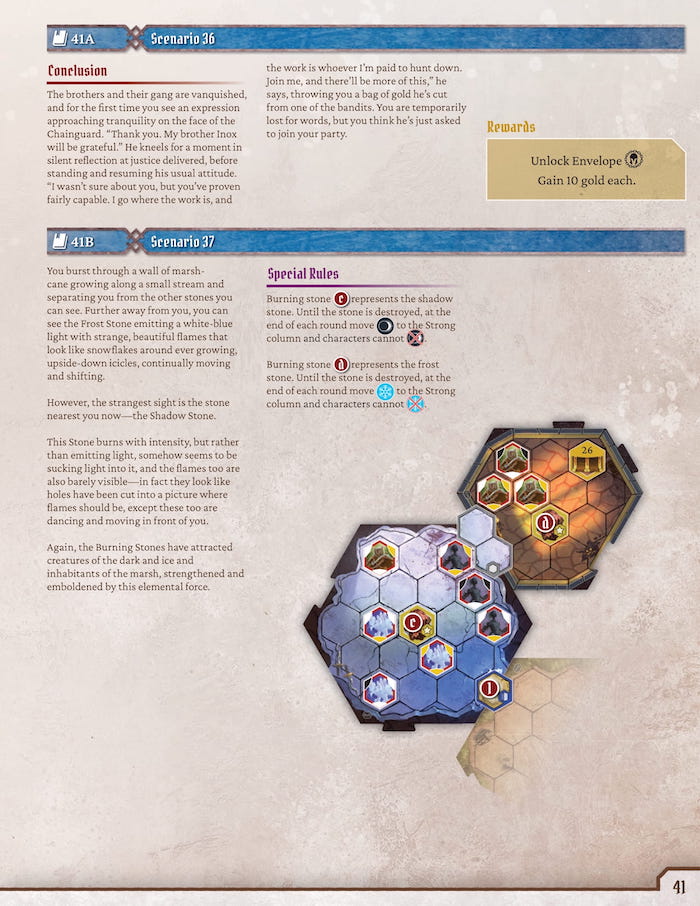 41A
Scenario 36
Conclusion
The brothers and their gang are vanquished,
and for the first time you see an expression
approaching tranquility on the face of the
Chainguard. “Thank you. My brother Inox
will be grateful.” He kneels for a moment in
silent reflection at justice delivered, before
standing and resuming his usual attitude.
“I wasn’t sure about you, but you’ve proven
fairly capable. I go where the work is, and
the work is whoever I’m paid to hunt down.
Join me, and there’ll be more of this,” he
says, throwing you a bag of gold he’s cut
from one of the bandits. You are temporarily
lost for words, but you think he’s just asked
to join your party.
Rewards
Unlock Envelope
Gain 10 gold each.
41B
Scenario 37
You burst through a wall of marsh-
cane growing along a small stream and
separating you from the other stones you
can see. Further away from you, you can
see the Frost Stone emitting a white-blue
light with strange, beautiful flames that
look like snowflakes around ever growing,
upside-down icicles, continually moving
and shifting.
However, the strangest sight is the stone
nearest you now—the Shadow Stone.
This Stone burns with intensity, but rather
than emitting light, somehow seems to be
sucking light into it, and the flames too are
also barely visible—in fact they look like
holes have been cut into a picture where
flames should be, except these too are
dancing and moving in front of you.
Again, the Burning Stones have attracted
creatures of the dark and ice and
inhabitants of the marsh, strengthened and
emboldened by this elemental force.
Special Rules
Burning stone c represents the shadow
stone. Until the stone is destroyed, at the
end of each round move to the Strong
column and characters cannot .
Burning stone d represents the frost
stone. Until the stone is destroyed, at the
end of each round move to the Strong
column and characters cannot .
26
d
c
1
41